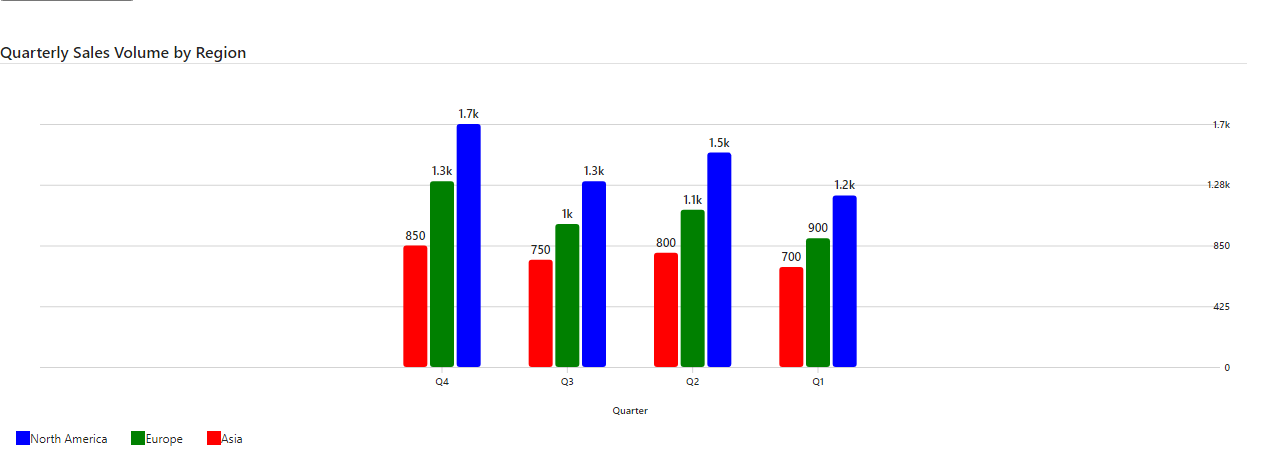 Quarterly Sales Volume by Region
1.7k
1.7k
1.3k
1.3k
1.5k
1.28k
1.2k
1.1k
1k
900
850
750
800
850
700
425
0
Q4 Q3 Q2 Q1
Quarter
North America Europe Asia